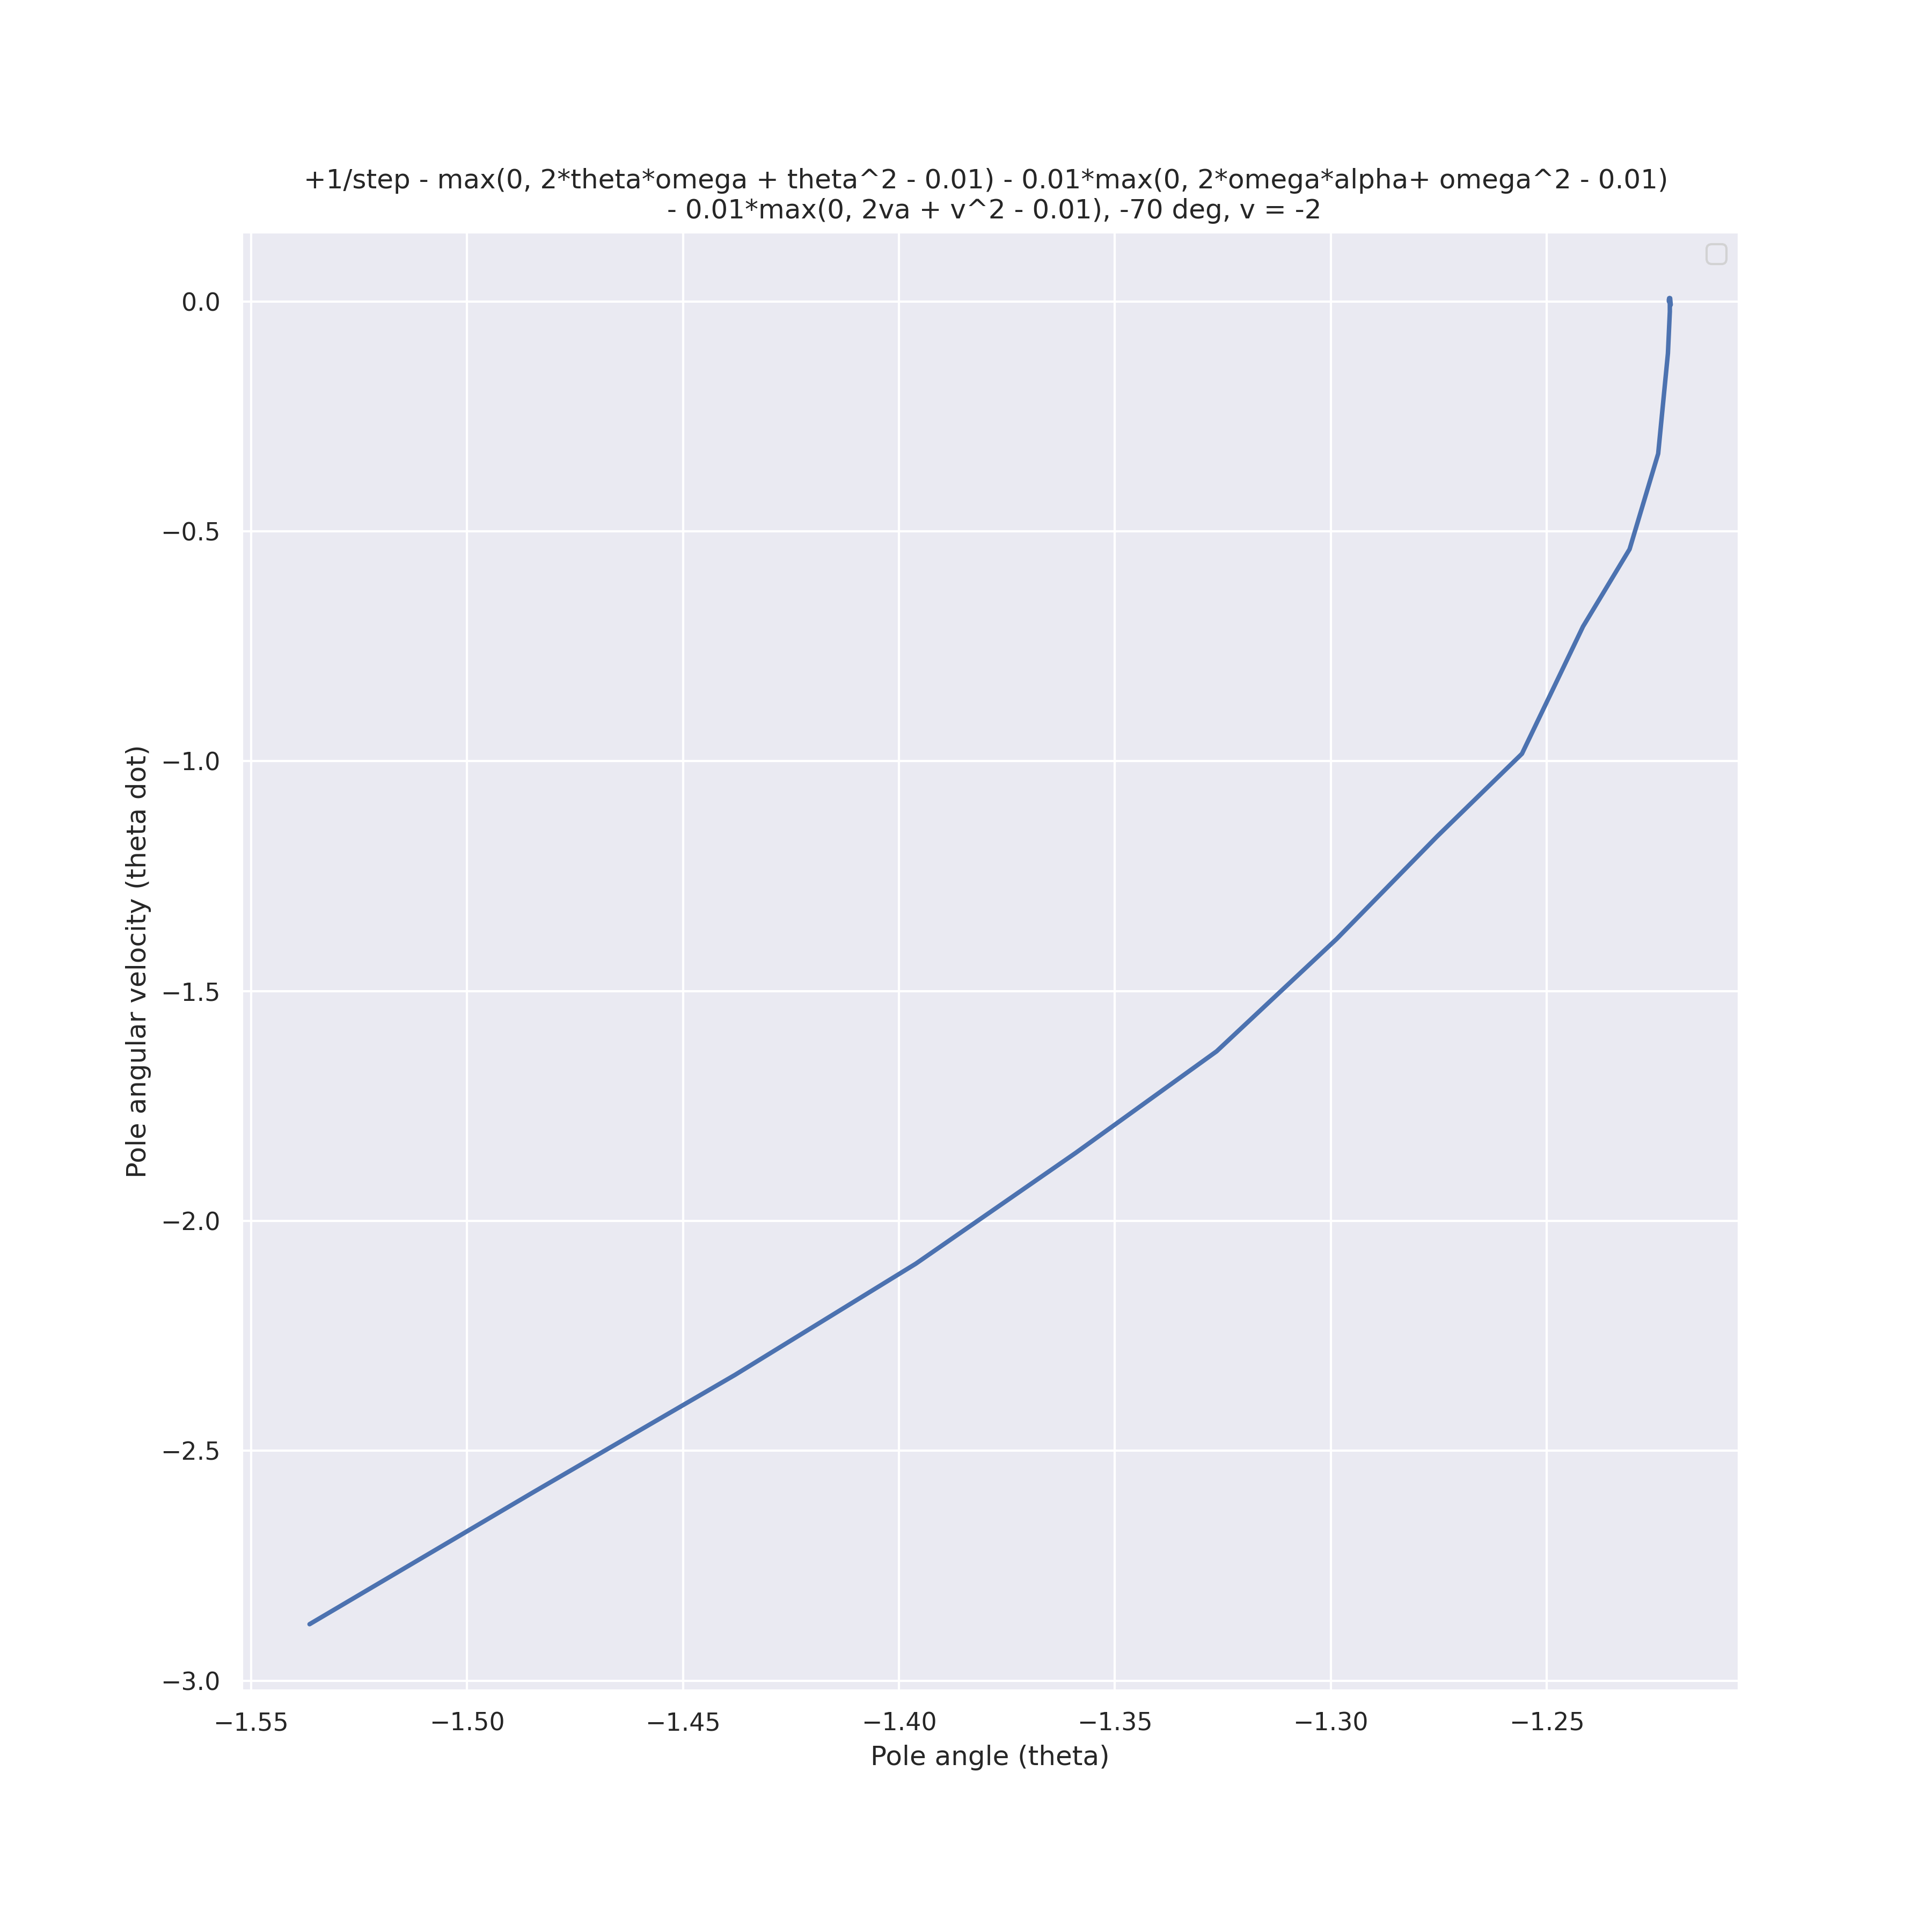 +1/step - max(0, 2*theta*omega + theta^2 - 0.01) - 0.01*max(0, 2*omega*alpha+ omega^2 - 0.01)
- 0.01*max(0, 2va + v^2 - 0.01), -70 deg, v = -2
0.0
−0.5
−1.0
−1.5
−2.0
−2.5
−3.0
Pole angular velocity (theta dot)
−1.55 −1.50 −1.45 −1.40 −1.35 −1.30 −1.25
Pole angle (theta)